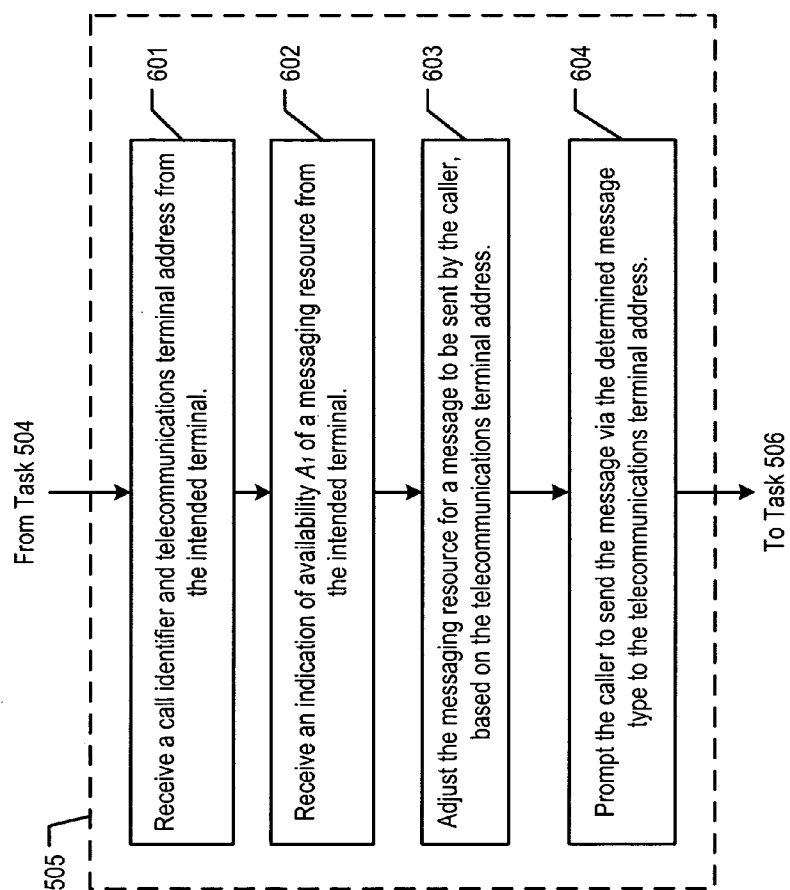 From Task 504
505
Receive a call identifier and telecommunications terminal address from
the intended terminal.
601
Receive an indication of availability A1 of a messaging resource from
the intended terminal.
602
Adjust the messaging resource for a message to be sent by the caller,
based on the telecommunications terminal address.
603
Prompt the caller to send the message via the determined message
type to the telecommunications terminal address.
604
To Task 506